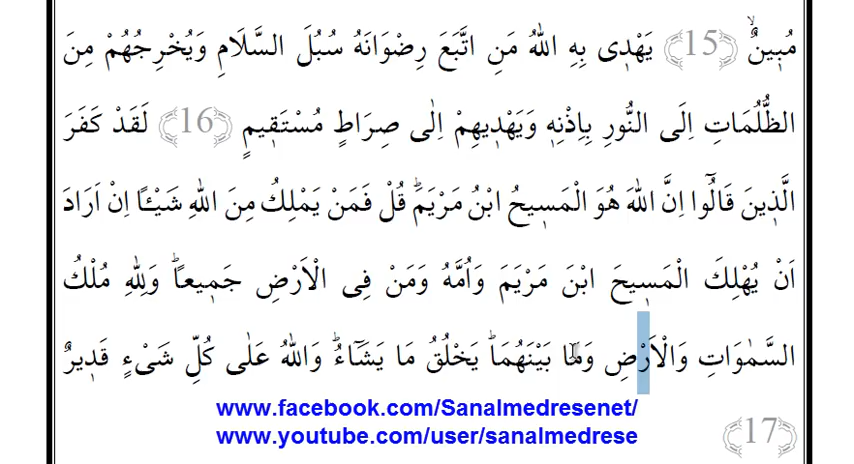 مُبِينٌۙ ﴿15﴾ يَهْدِى بِهِ اللّٰهُ مَنِ اتَّبَعَ رِضْوَانَهُ سُبُلَ السَّلَامِ وَيُخْرِجُهُمْ مِنَ
الظُّلُمَاتِ اِلَى النُّورِ بِاِذْنِهِ وَيَهْدِيهِمْ اِلٰى صِرَاطٍ مُسْتَقِيمٍ ﴿16﴾ لَقَدْ كَفَرَ
الَّذِينَ قَالُٓوا اِنَّ اللّٰهَ هُوَ الْمَسِيحُ ابْنُ مَرْيَمَۜ قُلْ فَمَنْ يَمْلِكُ مِنَ اللّٰهِ شَيْـًٔا اِنْ اَرَادَ
اَنْ يُهْلِكَ الْمَسِيحَ ابْنَ مَرْيَمَ وَاُمَّهُ وَمَنْ فِى الْاَرْضِ جَمِيعًاۜ وَلِلّٰهِ مُلْكُ
السَّمٰوَاتِ وَالْاَرْضِ وَمَا بَيْنَهُمَاۜ يَخْلُقُ مَا يَشَٓاءُۜ وَاللّٰهُ عَلٰى كُلِّ شَىْءٍ قَدِيرٌ
www.facebook.com/Sanalmedresenet/
www.youtube.com/user/sanalmedrese
﴿17﴾